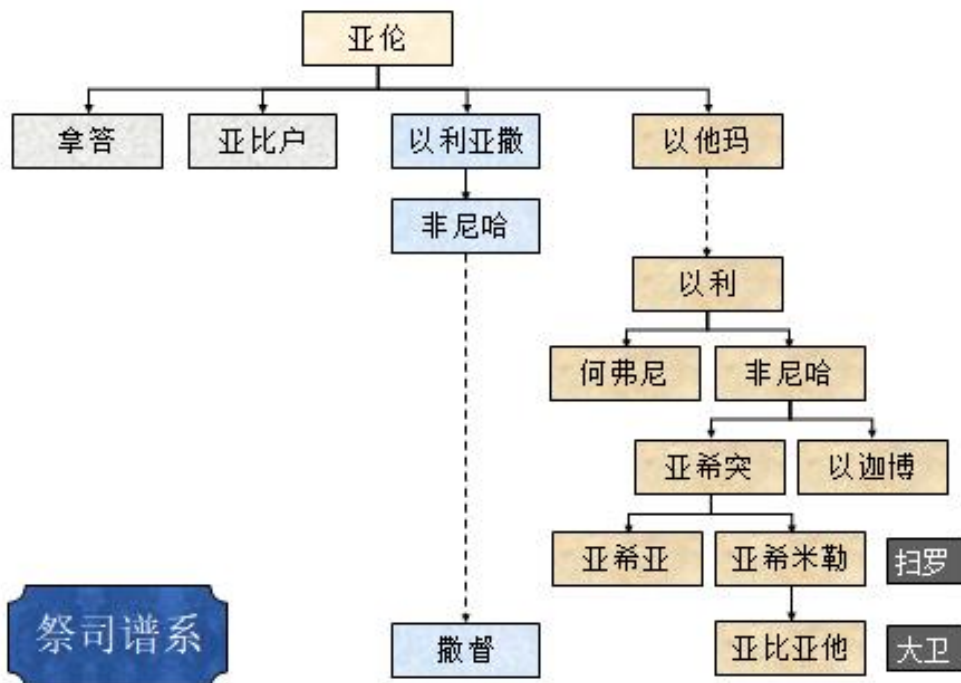 亚伦
拿答 亚比户 以利亚撒 以他玛
非尼哈
以利
何弗尼 非尼哈
亚希突 以迦博
亚希亚 亚希米勒 扫罗
祭司谱系 撒督 亚比亚他 大卫